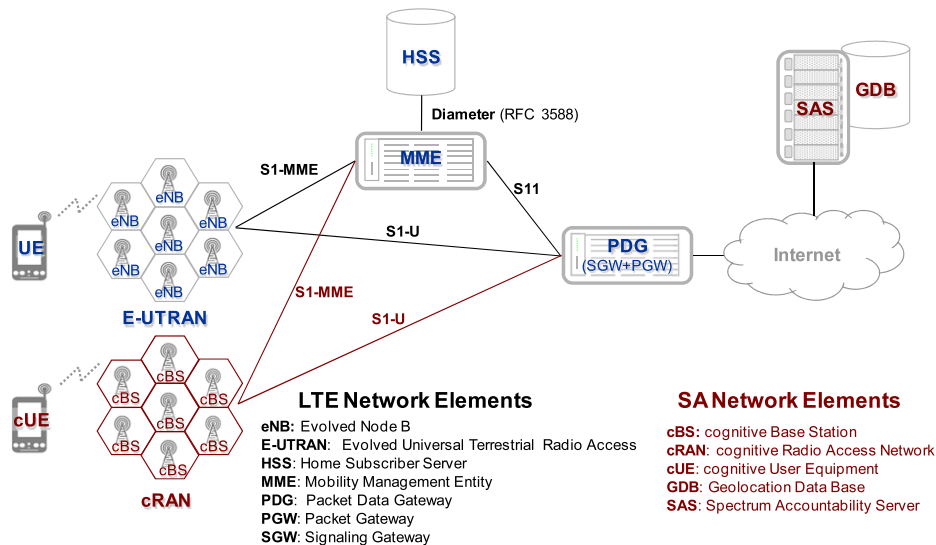 HSS
SAS
GDB
Diameter (RFC 3588)
MME
S1-MME
S11
eNB
eNB
eNB
eNB
eNB
eNB
eNB
UE
S1-U
PDG
(SGW+PGW)
Internet
E-UTRAN
S1-MME
S1-U
cBS
cBS
cBS
cBS
cBS
cBS
cBS
cUE
cRAN
LTE Network Elements
eNB: Evolved Node B
E-UTRAN: Evolved Universal Terrestrial Radio Access
HSS: Home Subscriber Server
MME: Mobility Management Entity
PDG: Packet Data Gateway
PGW: Packet Gateway
SGW: Signaling Gateway
SA Network Elements
cBS: cognitive Base Station
cRAN: cognitive Radio Access Network
cUE: cognitive User Equipment
GDB: Geolocation Data Base
SAS: Spectrum Accountability Server